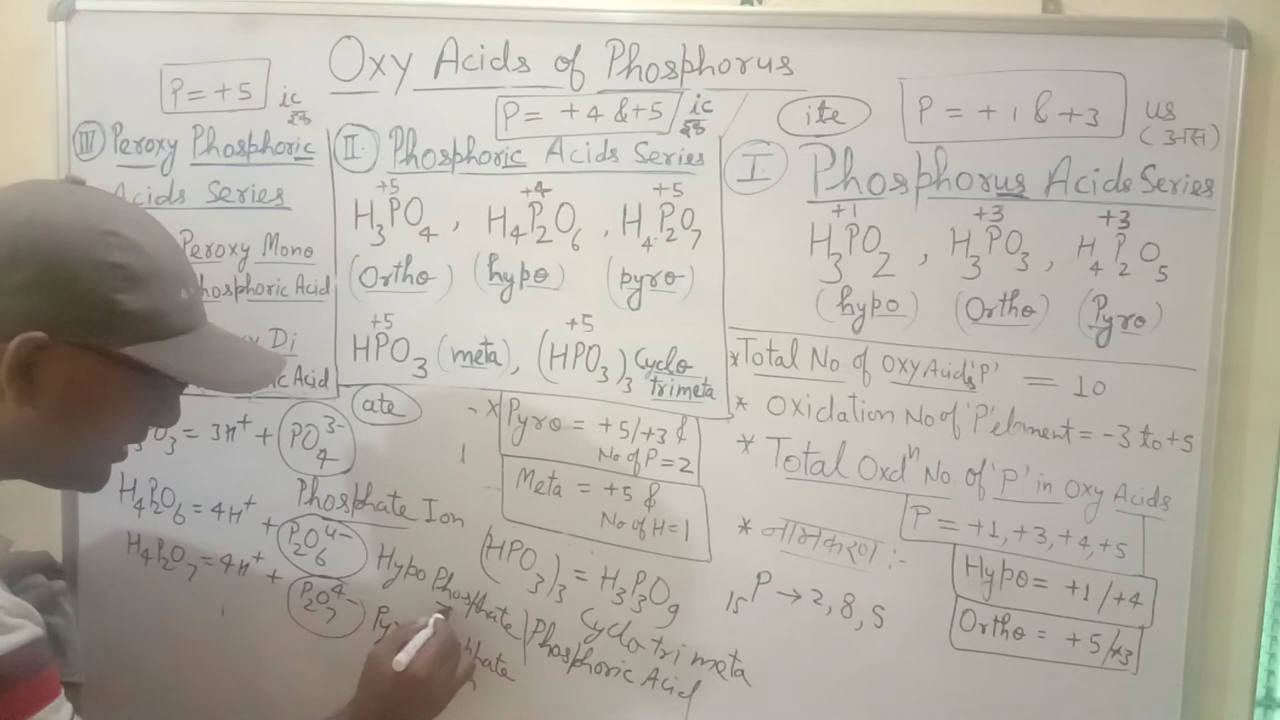 Oxy Acids of Phosphorus
P = +5
ic
इक
III Peroxy Phosphoric
Acids Series
Peroxy Mono
Phosphoric Acid
Di
Acid
P = +4 & +5
ic
इक
II. Phosphoric Acids Series
+5 +4 +5
H3PO4, H4P2O6, H4P2O7
(Ortho) (hypo) (pyro)
+5 +5
HPO3 (meta), (HPO3)3 Cyclo
trimeta
ite
P = +1 & +3
us
(अस)
I. Phosphorus Acids Series
+1 +3 +3
H3PO2, H3PO3, H4P2O5
(hypo) (Ortho) (Pyro)
* Total No of Oxy Acids 'P' = 10
* Oxidation No of 'P' element = -3 to +5
* Total Oxdⁿ No. of 'P' in Oxy Acids
P = +1, +3, +4, +5
* नामकरण :-
Hypo = +1/+4
Ortho = +5/+3
15P → 2, 8, 5
ate
= 3H+ + PO4 3-
Phosphate Ion
H4P2O6 = 4H+ + P2O6 4-
Hypo Phosphate
H4P2O7 = 4H+ + P2O7 4-
Pyro
Pyro = +5/+3 &
No of P = 2
Meta = +5 &
No of H = 1
(HPO3)3 = H3P3O9
Cyclo tri meta
Phosphoric Acid